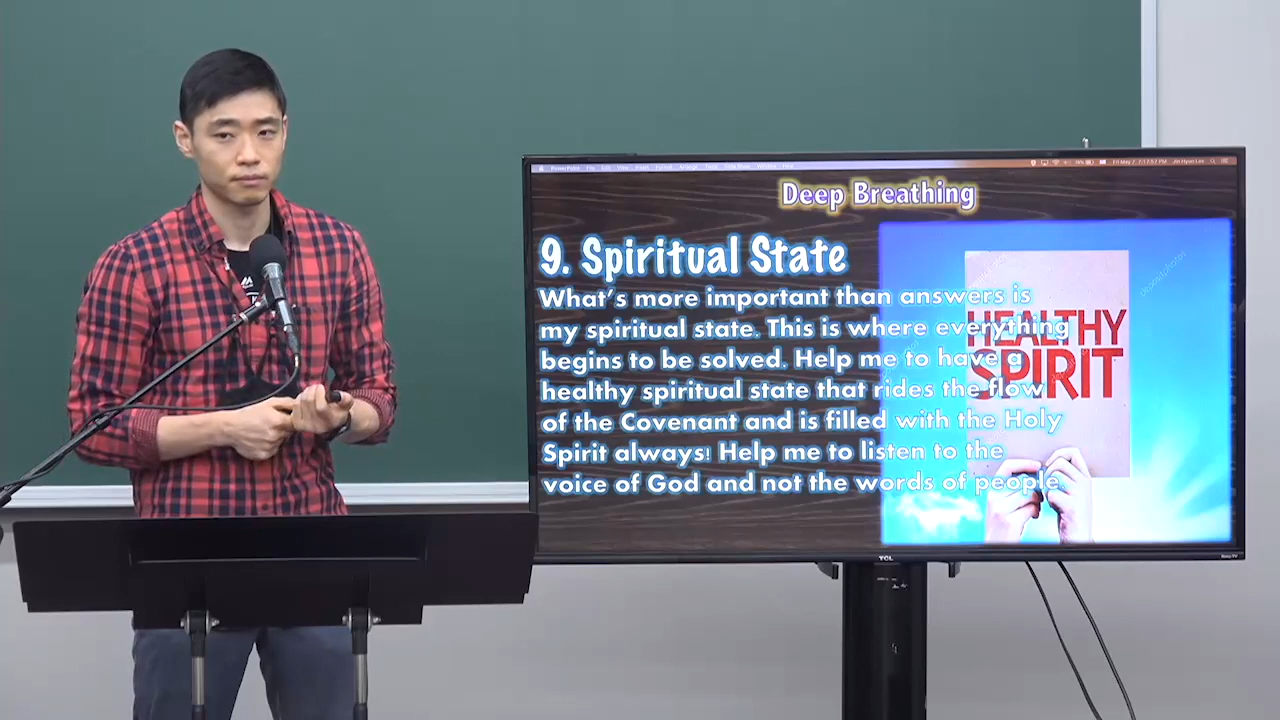 Deep Breathing
9. Spiritual State
What's more important than answers is
my spiritual state. This is where everything
begins to be solved. Help me to have a
healthy spiritual state that rides the flow
of the Covenant and is filled with the Holy
Spirit always! Help me to listen to the
voice of God and not the words of people
HEALTHY
SPIRIT
depositphotos
TCL